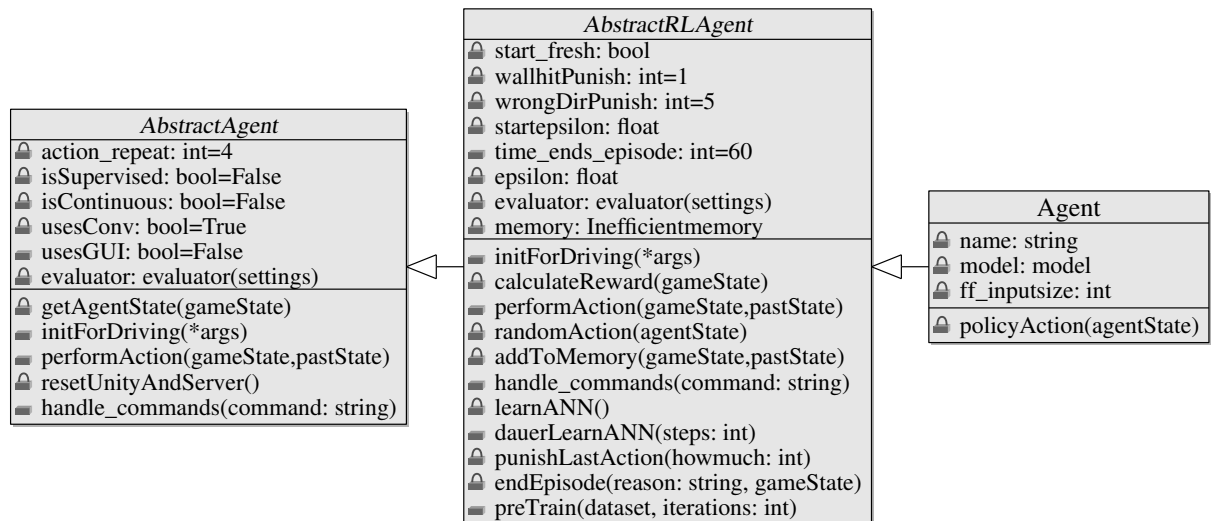 AbstractAgent
action_repeat: int=4
isSupervised: bool=False
isContinuous: bool=False
usesConv: bool=True
usesGUI: bool=False
evaluator: evaluator(settings)
getAgentState(gameState)
initForDriving(*args)
performAction(gameState,pastState)
resetUnityAndServer()
handle_commands(command: string)
AbstractRLAgent
start_fresh: bool
wallhitPunish: int=1
wrongDirPunish: int=5
startepsilon: float
time_ends_episode: int=60
epsilon: float
evaluator: evaluator(settings)
memory: Inefficientmemory
initForDriving(*args)
calculateReward(gameState)
performAction(gameState,pastState)
randomAction(agentState)
addToMemory(gameState,pastState)
handle_commands(command: string)
learnANN()
dauerLearnANN(steps: int)
punishLastAction(howmuch: int)
endEpisode(reason: string, gameState)
preTrain(dataset, iterations: int)
Agent
name: string
model: model
ff_inputsize: int
policyAction(agentState)